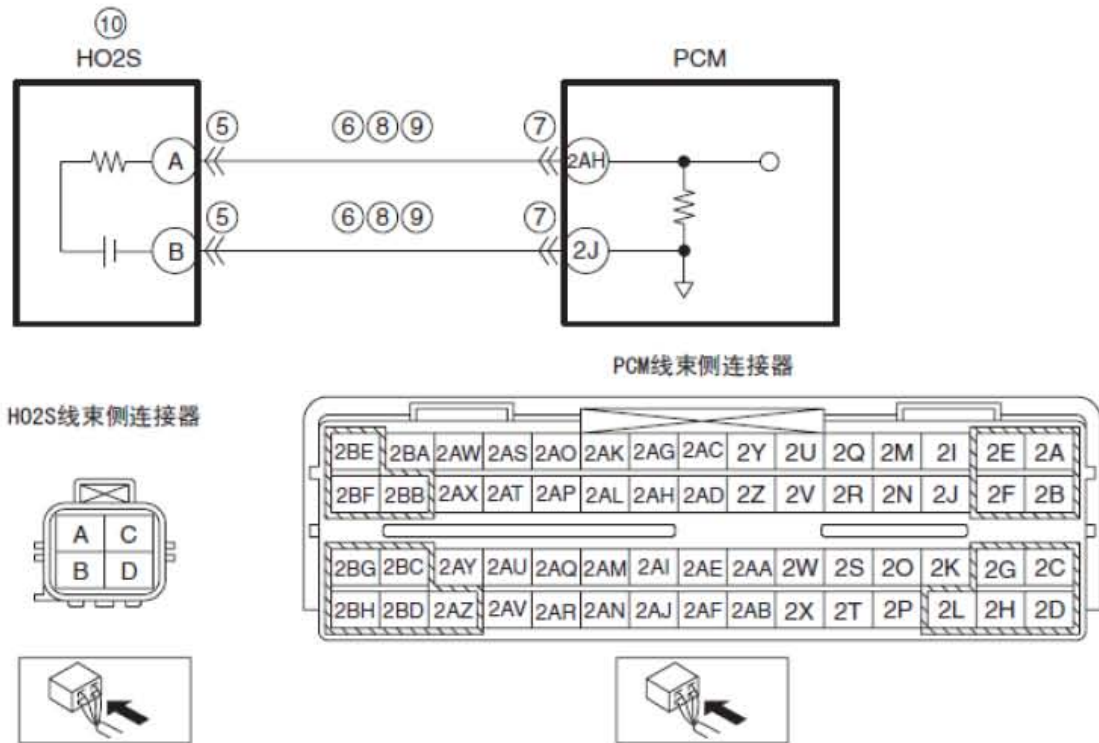 ⑩
HO2S PCM
⑤ ⑥⑧⑨ ⑦
A 2AH
⑤ ⑥⑧⑨ ⑦
B 2J
PCM线束侧连接器
HO2S线束侧连接器
2BE 2BA 2AW 2AS 2AO 2AK 2AG 2AC 2Y 2U 2Q 2M 2I 2E 2A
2BF 2BB 2AX 2AT 2AP 2AL 2AH 2AD 2Z 2V 2R 2N 2J 2F 2B
A C
B D
2BG 2BC 2AY 2AU 2AQ 2AM 2AI 2AE 2AA 2W 2S 2O 2K 2G 2C
2BH 2BD 2AZ 2AV 2AR 2AN 2AJ 2AF 2AB 2X 2T 2P 2L 2H 2D